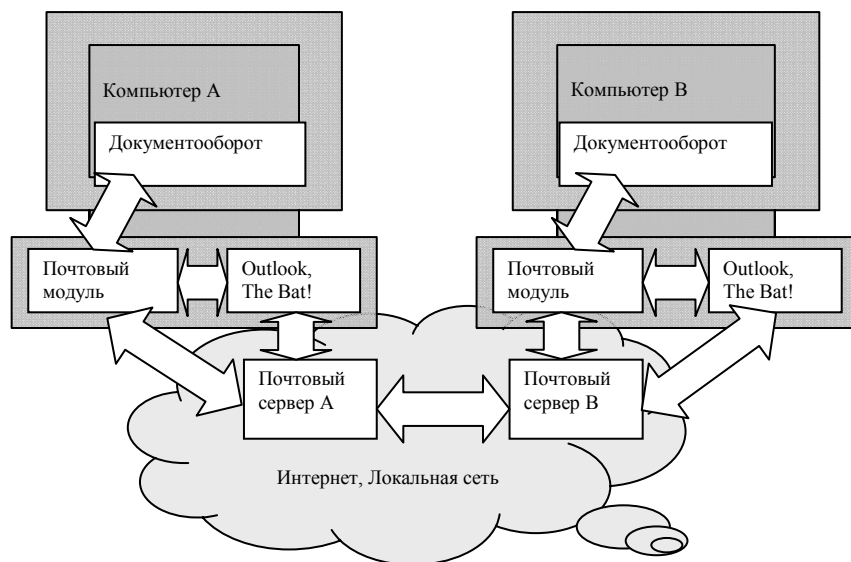 Компьютер А
Документооборот
Почтовый
модуль
Outlook,
The Bat!
Компьютер В
Документооборот
Почтовый
модуль
Outlook,
The Bat!
Почтовый
сервер А
Почтовый
сервер В
Интернет, Локальная сеть